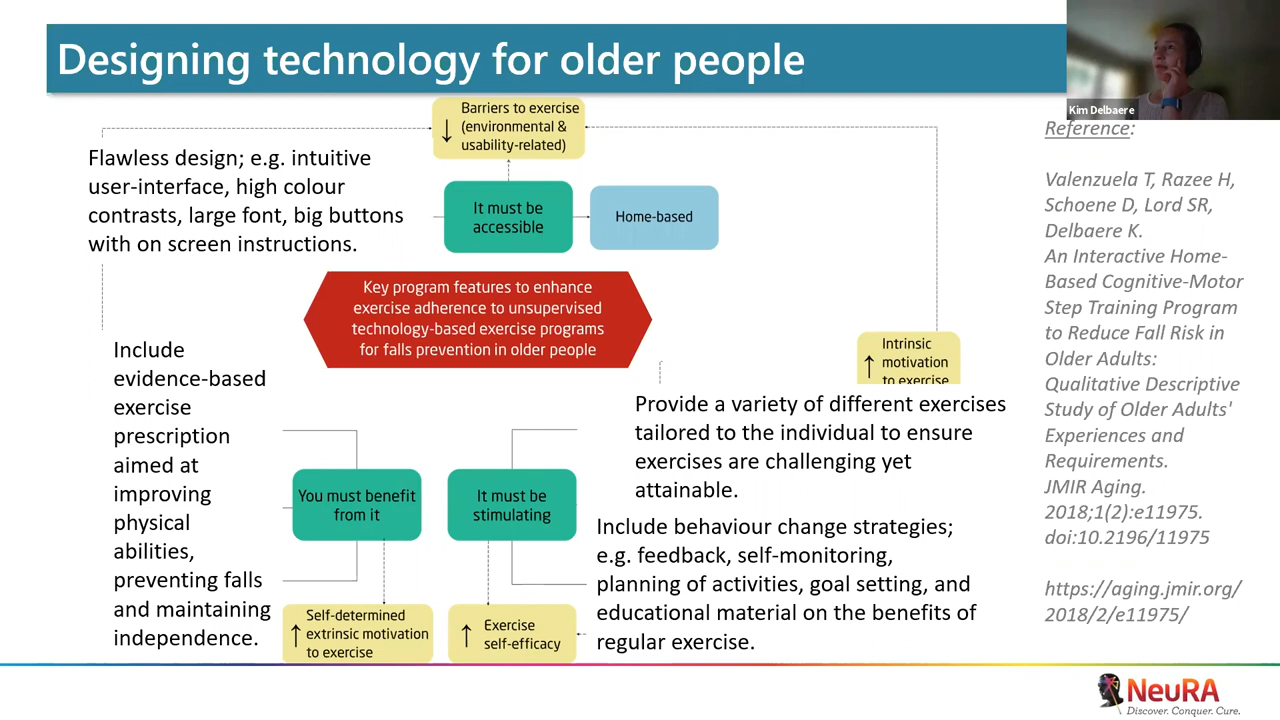 Designing technology for older people
Kim Delbaere
↓ Barriers to exercise
(environmental &
usability-related)
Flawless design; e.g. intuitive
user-interface, high colour
contrasts, large font, big buttons
with on screen instructions.
It must be
accessible
Home-based
Key program features to enhance
exercise adherence to unsupervised
technology-based exercise programs
for falls prevention in older people
↑ Intrinsic
motivation
to exercise
Include
evidence-based
exercise
prescription
aimed at
improving
physical
abilities,
preventing falls
and maintaining
independence.
Provide a variety of different exercises
tailored to the individual to ensure
exercises are challenging yet
attainable.
You must benefit
from it
It must be
stimulating
Include behaviour change strategies;
e.g. feedback, self-monitoring,
planning of activities, goal setting, and
educational material on the benefits of
regular exercise.
↑ Self-determined
extrinsic motivation
to exercise
↑ Exercise
self-efficacy
Reference:
Valenzuela T, Razee H,
Schoene D, Lord SR,
Delbaere K.
An Interactive Home-
Based Cognitive-Motor
Step Training Program
to Reduce Fall Risk in
Older Adults:
Qualitative Descriptive
Study of Older Adults'
Experiences and
Requirements.
JMIR Aging.
2018;1(2):e11975.
doi:10.2196/11975
https://aging.jmir.org/
2018/2/e11975/
NeuRA
Discover. Conquer. Cure.